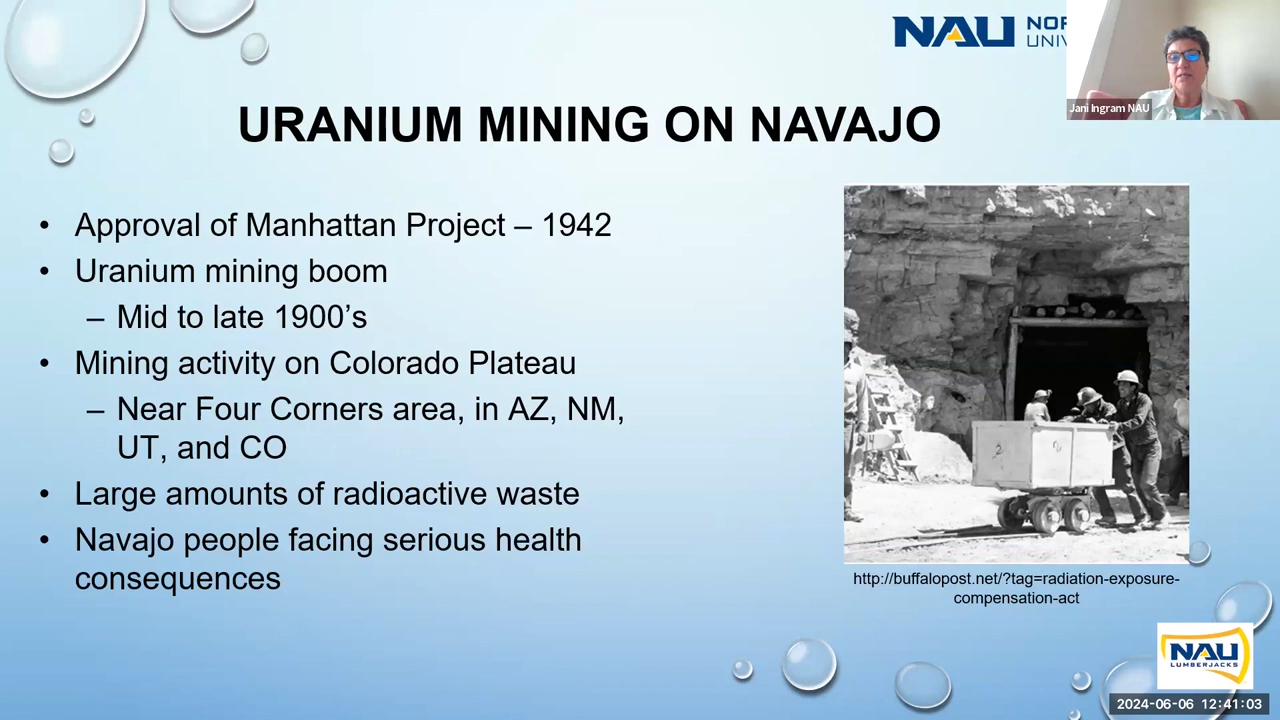 NAU NOR
UNIV
Jani Ingram NAU
URANIUM MINING ON NAVAJO
• Approval of Manhattan Project – 1942
• Uranium mining boom
– Mid to late 1900’s
• Mining activity on Colorado Plateau
– Near Four Corners area, in AZ, NM,
UT, and CO
• Large amounts of radioactive waste
• Navajo people facing serious health
consequences
2
http://buffalopost.net/?tag=radiation-exposure-
compensation-act
NAU
LUMBERJACKS
2024-06-06 12:41:03